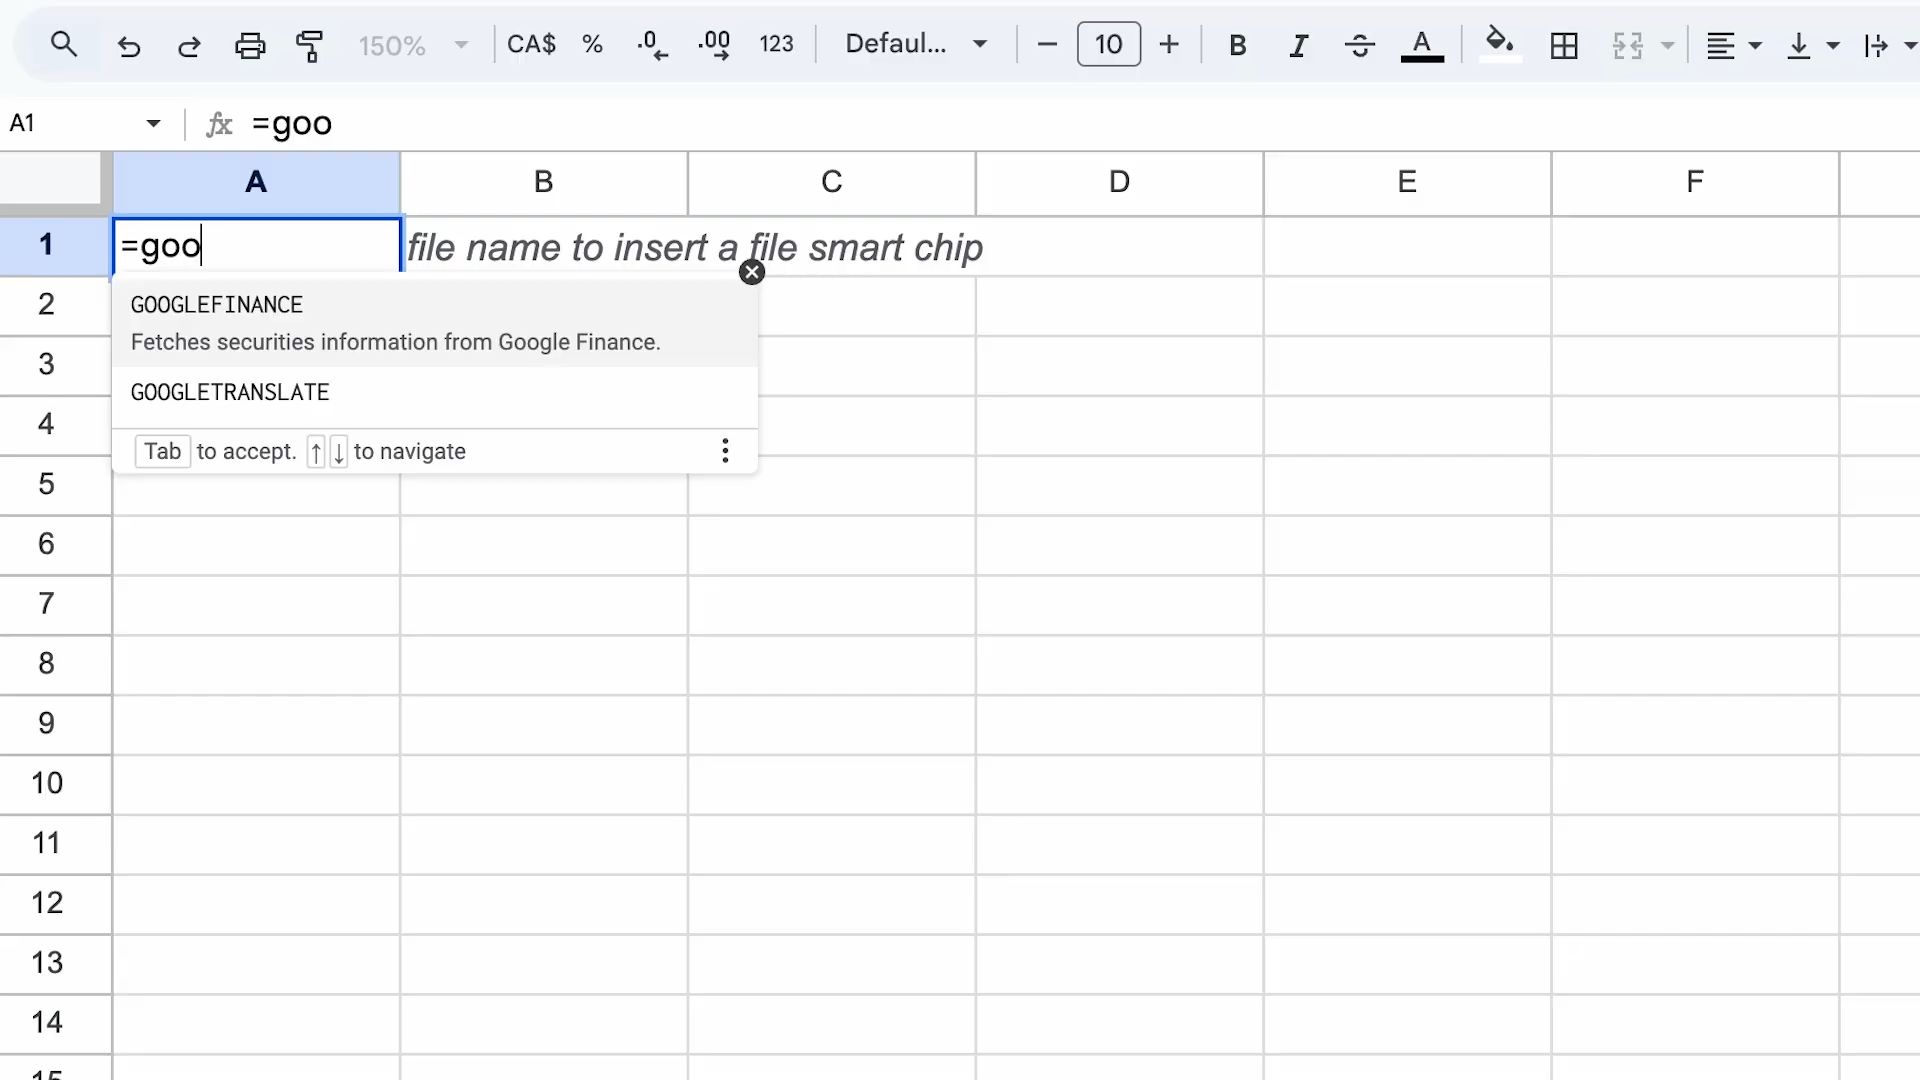 150% CA$ % .0 .00 123 Defaul... 10 B I A
A1 fx =goo
A B C D E F
1 =goo file name to insert a file smart chip
GOOGLEFINANCE
2
Fetches securities information from Google Finance.
3
GOOGLETRANSLATE
4
Tab to accept. ↑ ↓ to navigate
5
6
7
8
9
10
11
12
13
14
15